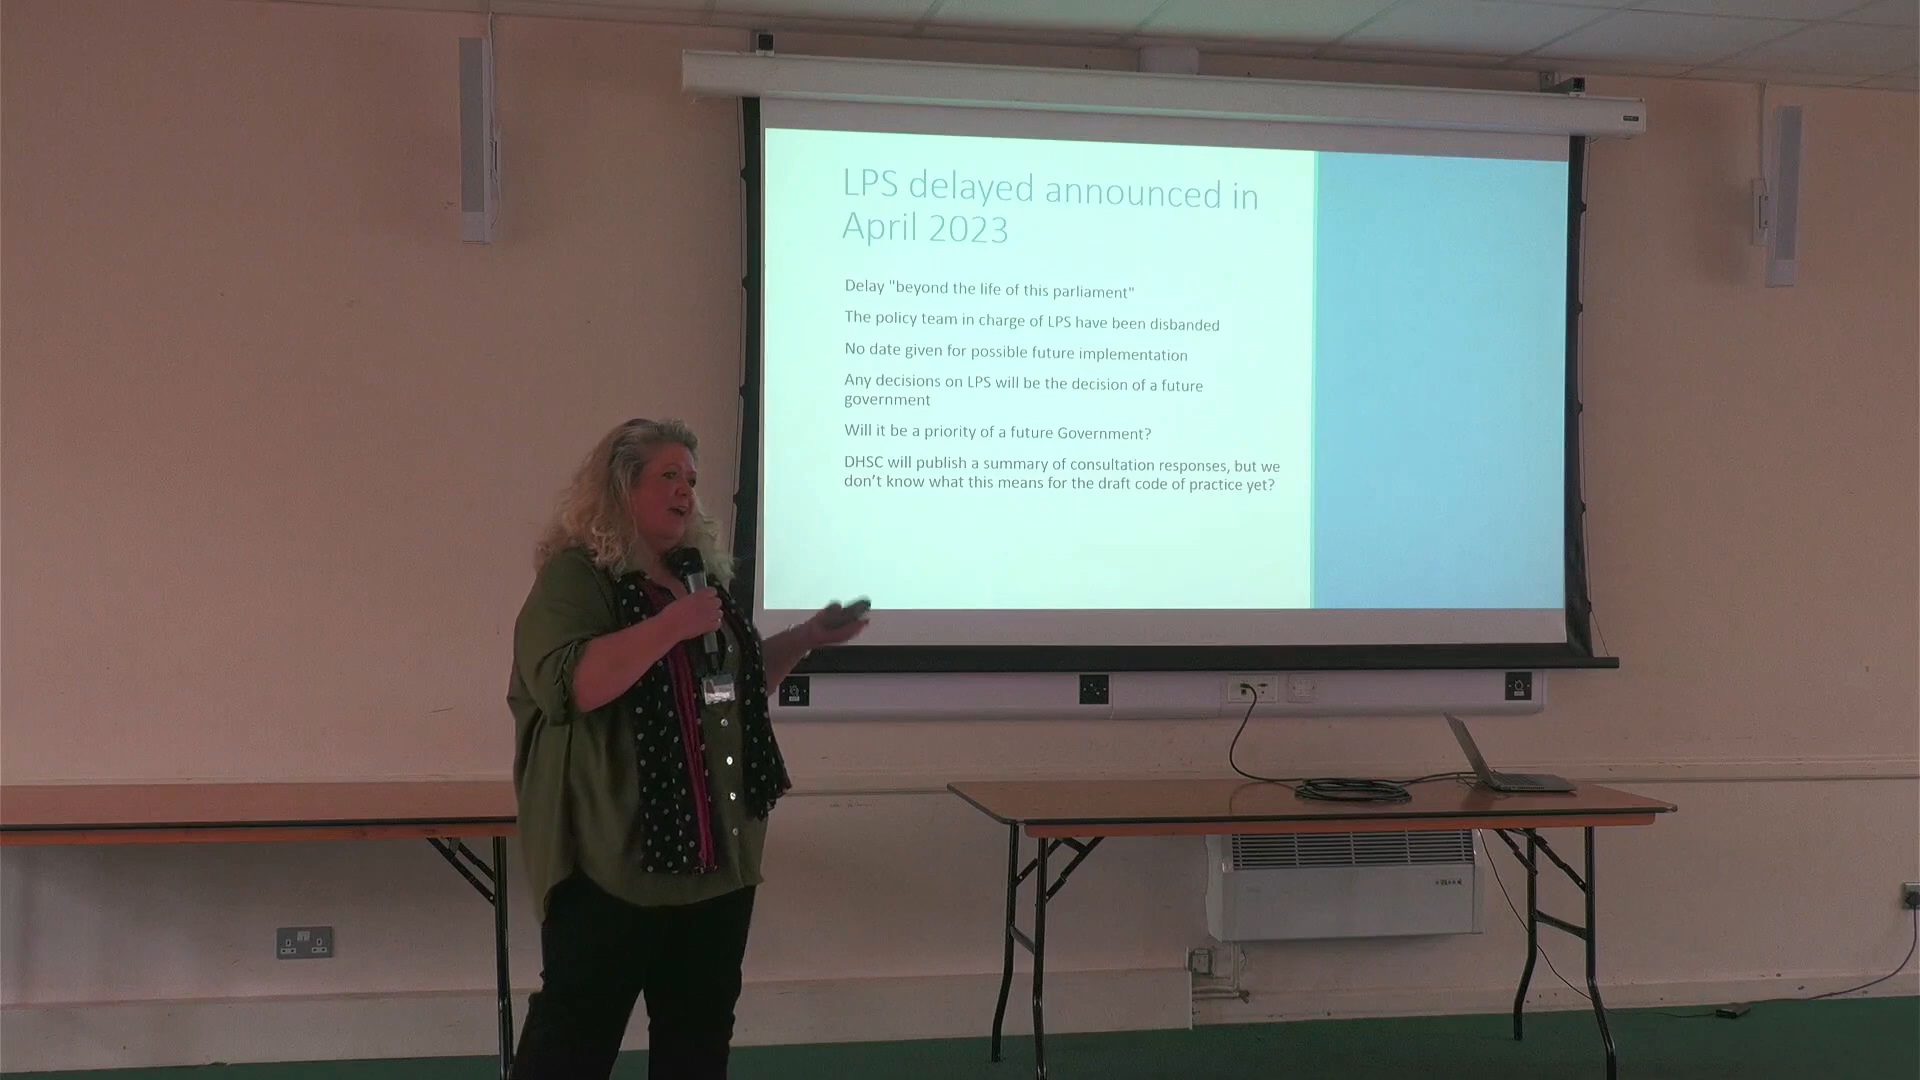 LPS delayed announced in
April 2023
Delay "beyond the life of this parliament"
The policy team in charge of LPS have been disbanded
No date given for possible future implementation
Any decisions on LPS will be the decision of a future
government
Will it be a priority of a future Government?
DHSC will publish a summary of consultation responses, but we
don't know what this means for the draft code of practice yet?